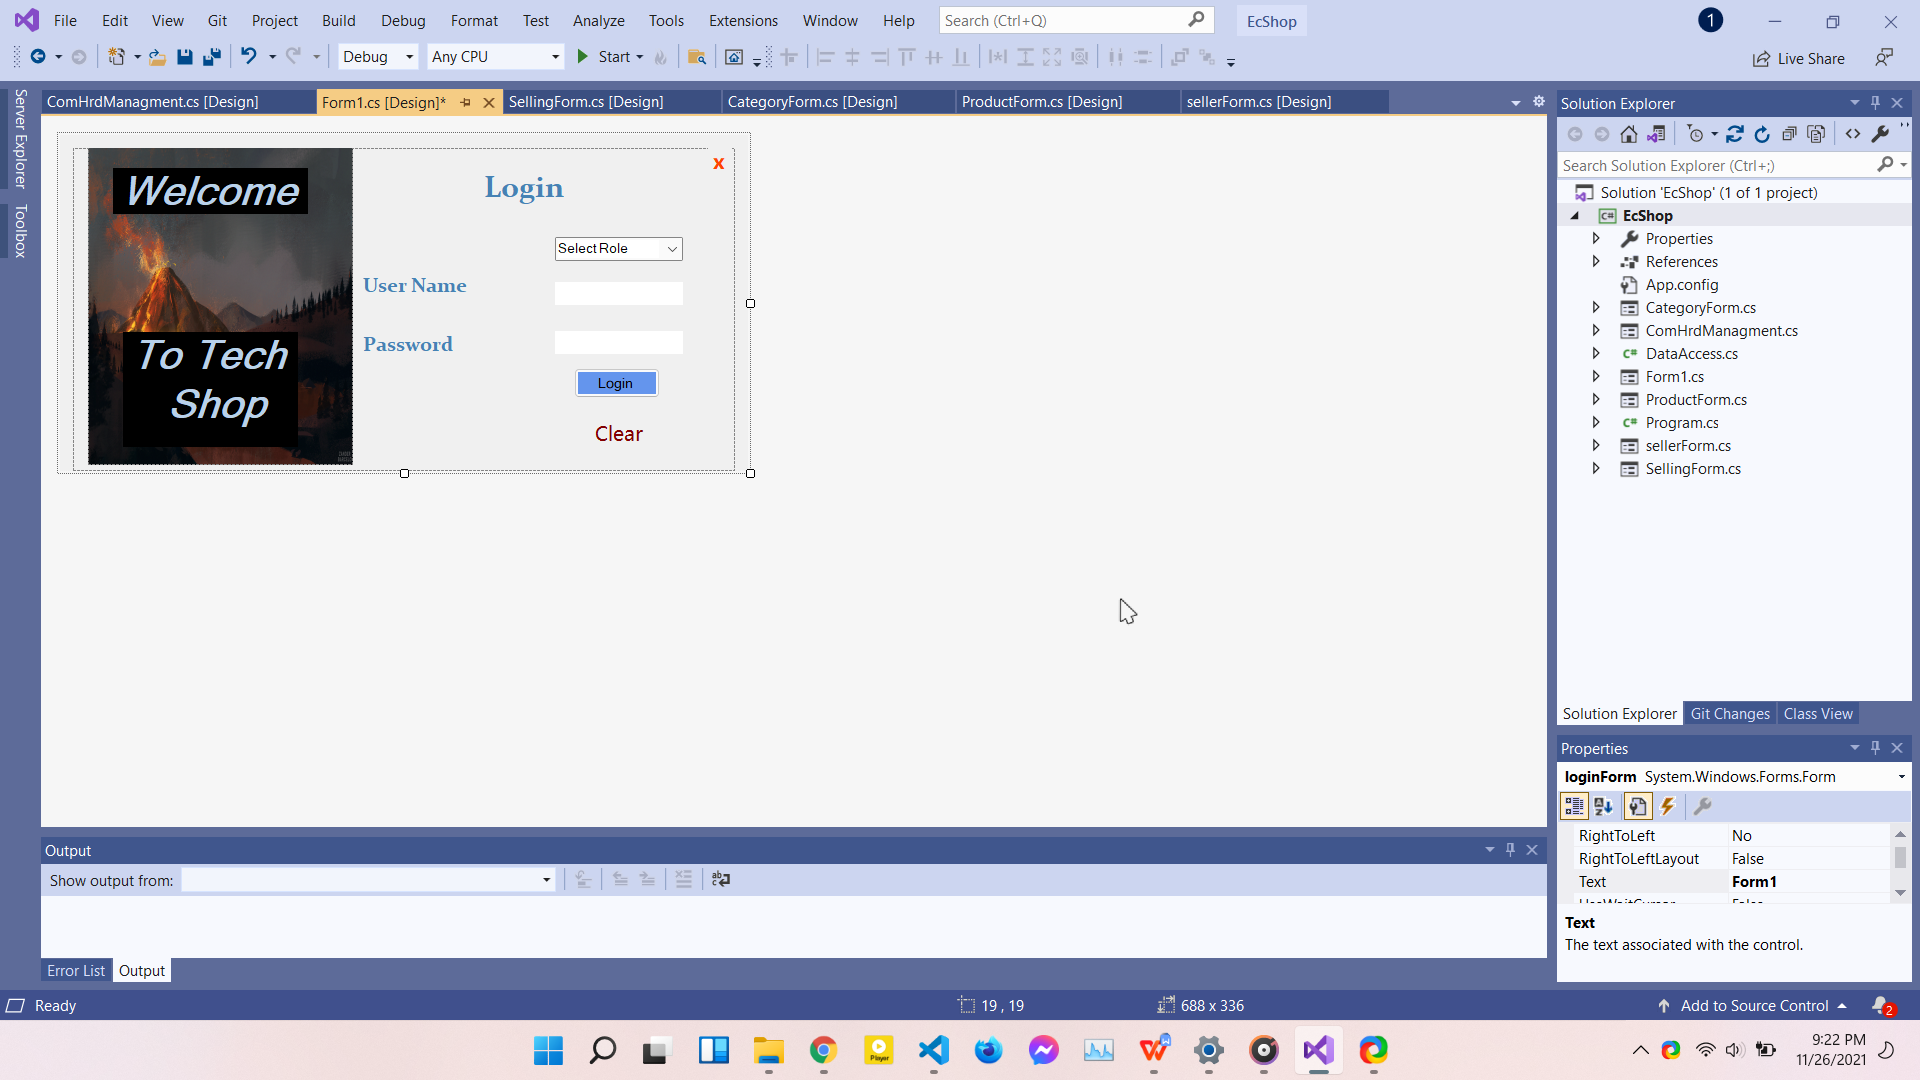 File Edit View Git Project Build Debug Format Test Analyze Tools Extensions Window Help Search (Ctrl+Q) EcShop 1
Debug Any CPU Start Live Share
ComHrdManagment.cs [Design] Form1.cs [Design]* SellingForm.cs [Design] CategoryForm.cs [Design] ProductForm.cs [Design] sellerForm.cs [Design]
Server Explorer
Toolbox
Welcome
To Tech
Shop
x
Login
Select Role
User Name
Password
Login
Clear
Solution Explorer
Search Solution Explorer (Ctrl+;)
Solution 'EcShop' (1 of 1 project)
C# EcShop
Properties
References
App.config
CategoryForm.cs
ComHrdManagment.cs
C# DataAccess.cs
Form1.cs
ProductForm.cs
C# Program.cs
sellerForm.cs
SellingForm.cs
Solution Explorer Git Changes Class View
Properties
loginForm System.Windows.Forms.Form
RightToLeft No
RightToLeftLayout False
Text Form1
UseWaitCursor False
Text
The text associated with the control.
Output
Show output from:
Error List Output
Ready 19 , 19 688 x 336 Add to Source Control 2
Player
9:22 PM
11/26/2021